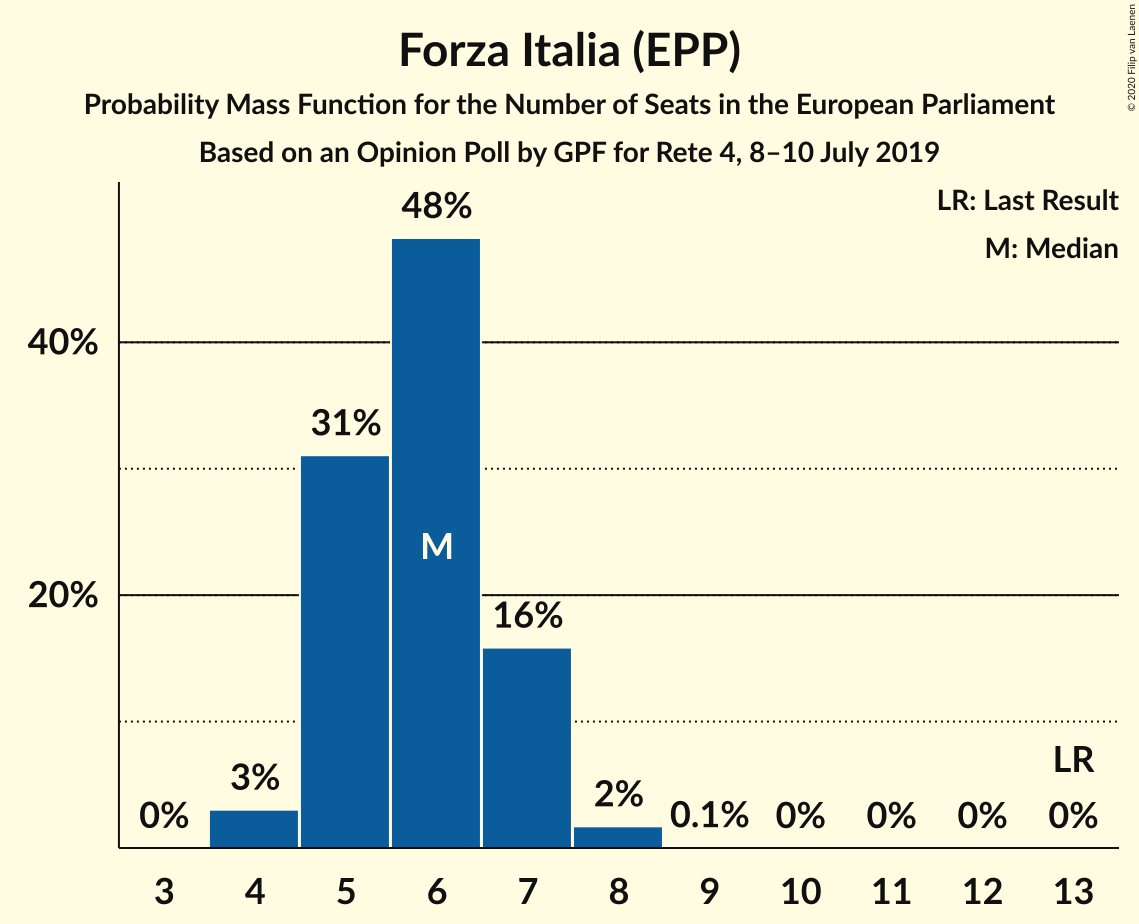 Forza Italia (EPP)
Probability Mass Function for the Number of Seats in the European Parliament
Based on an Opinion Poll by GPF for Rete 4, 8–10 July 2019
© 2020 Filip van Laenen
LR: Last Result
M: Median
40%
20%
0%
3%
31%
48%
M
16%
2%
0.1%
0%
0%
0%
LR
0%
3 4 5 6 7 8 9 10 11 12 13